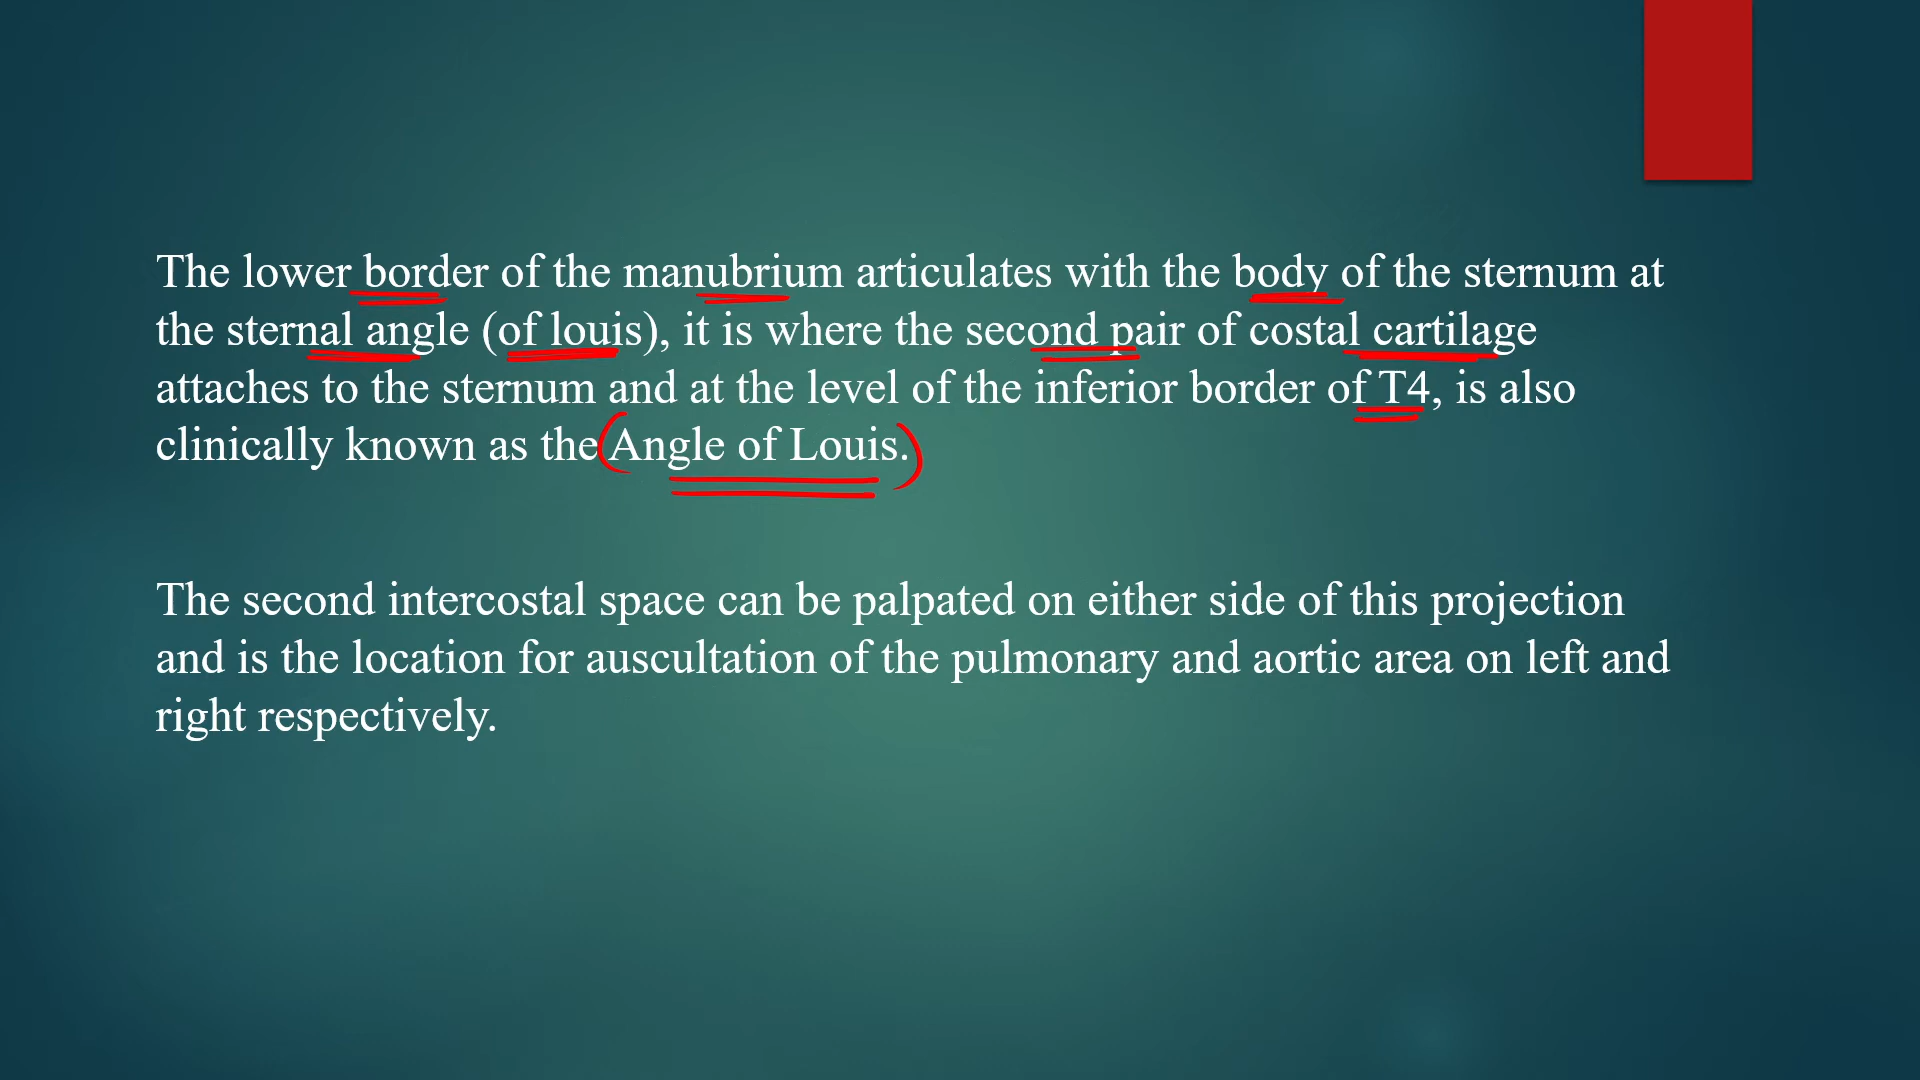 The lower border of the manubrium articulates with the body of the sternum at
the sternal angle (of louis), it is where the second pair of costal cartilage
attaches to the sternum and at the level of the inferior border of T4, is also
clinically known as the Angle of Louis.
The second intercostal space can be palpated on either side of this projection
and is the location for auscultation of the pulmonary and aortic area on left and
right respectively.